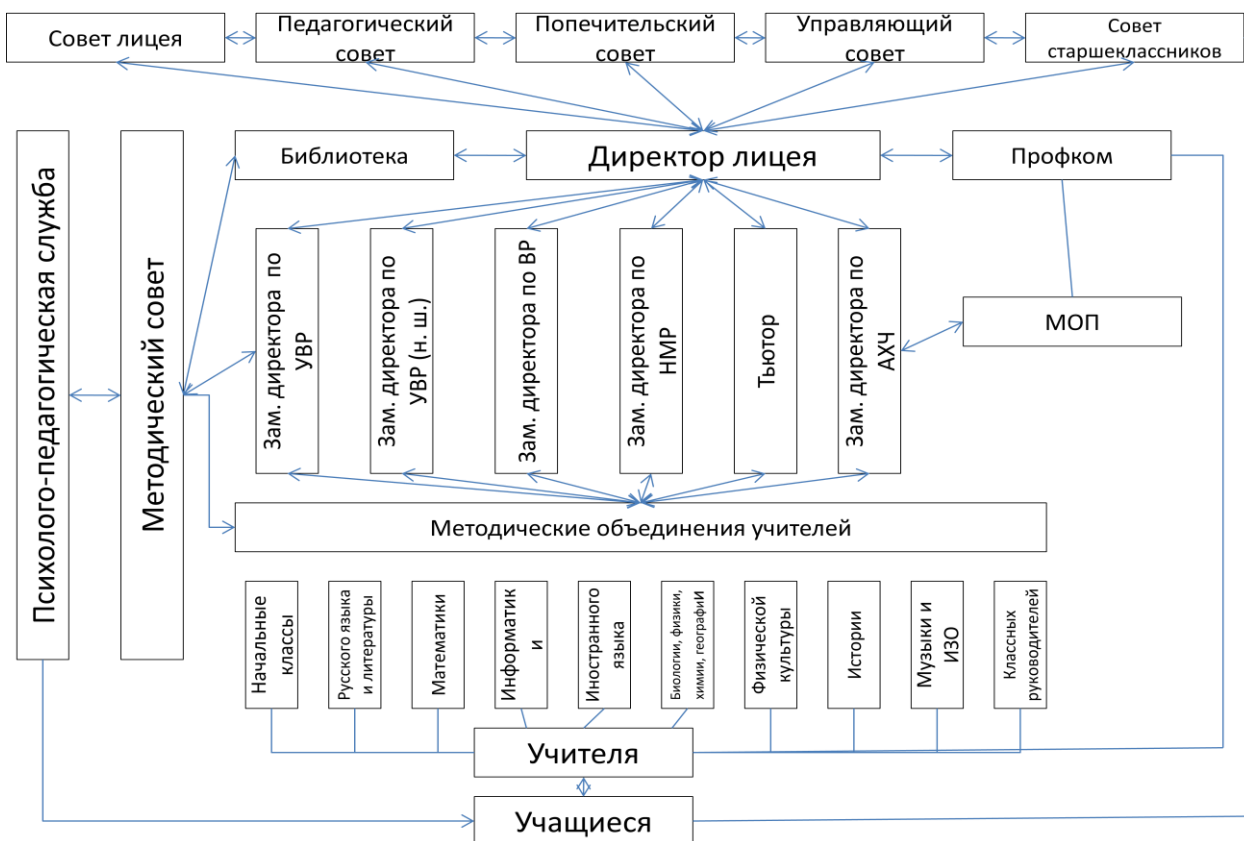 Совет лицея
Педагогический
совет
Попечительский
совет
Управляющий
совет
Совет
старшеклассников
Библиотека
Директор лицея
Профком
Психолого-педагогическая служба
Методический совет
Зам. директора по
УВР
Зам. директора по
УВР (н. ш.)
Зам. директора по ВР
Зам. директора по
НМР
Тьютор
Зам. директора по
АХЧ
МОП
Методические объединения учителей
Начальные
классы
Русского языка
и литературы
Математики
Информатик
и
Иностранного
языка
Биологии, физики,
химии, географии
Физической
культуры
Истории
Музыки и
ИЗО
Классных
руководителей
Учителя
Учащиеся